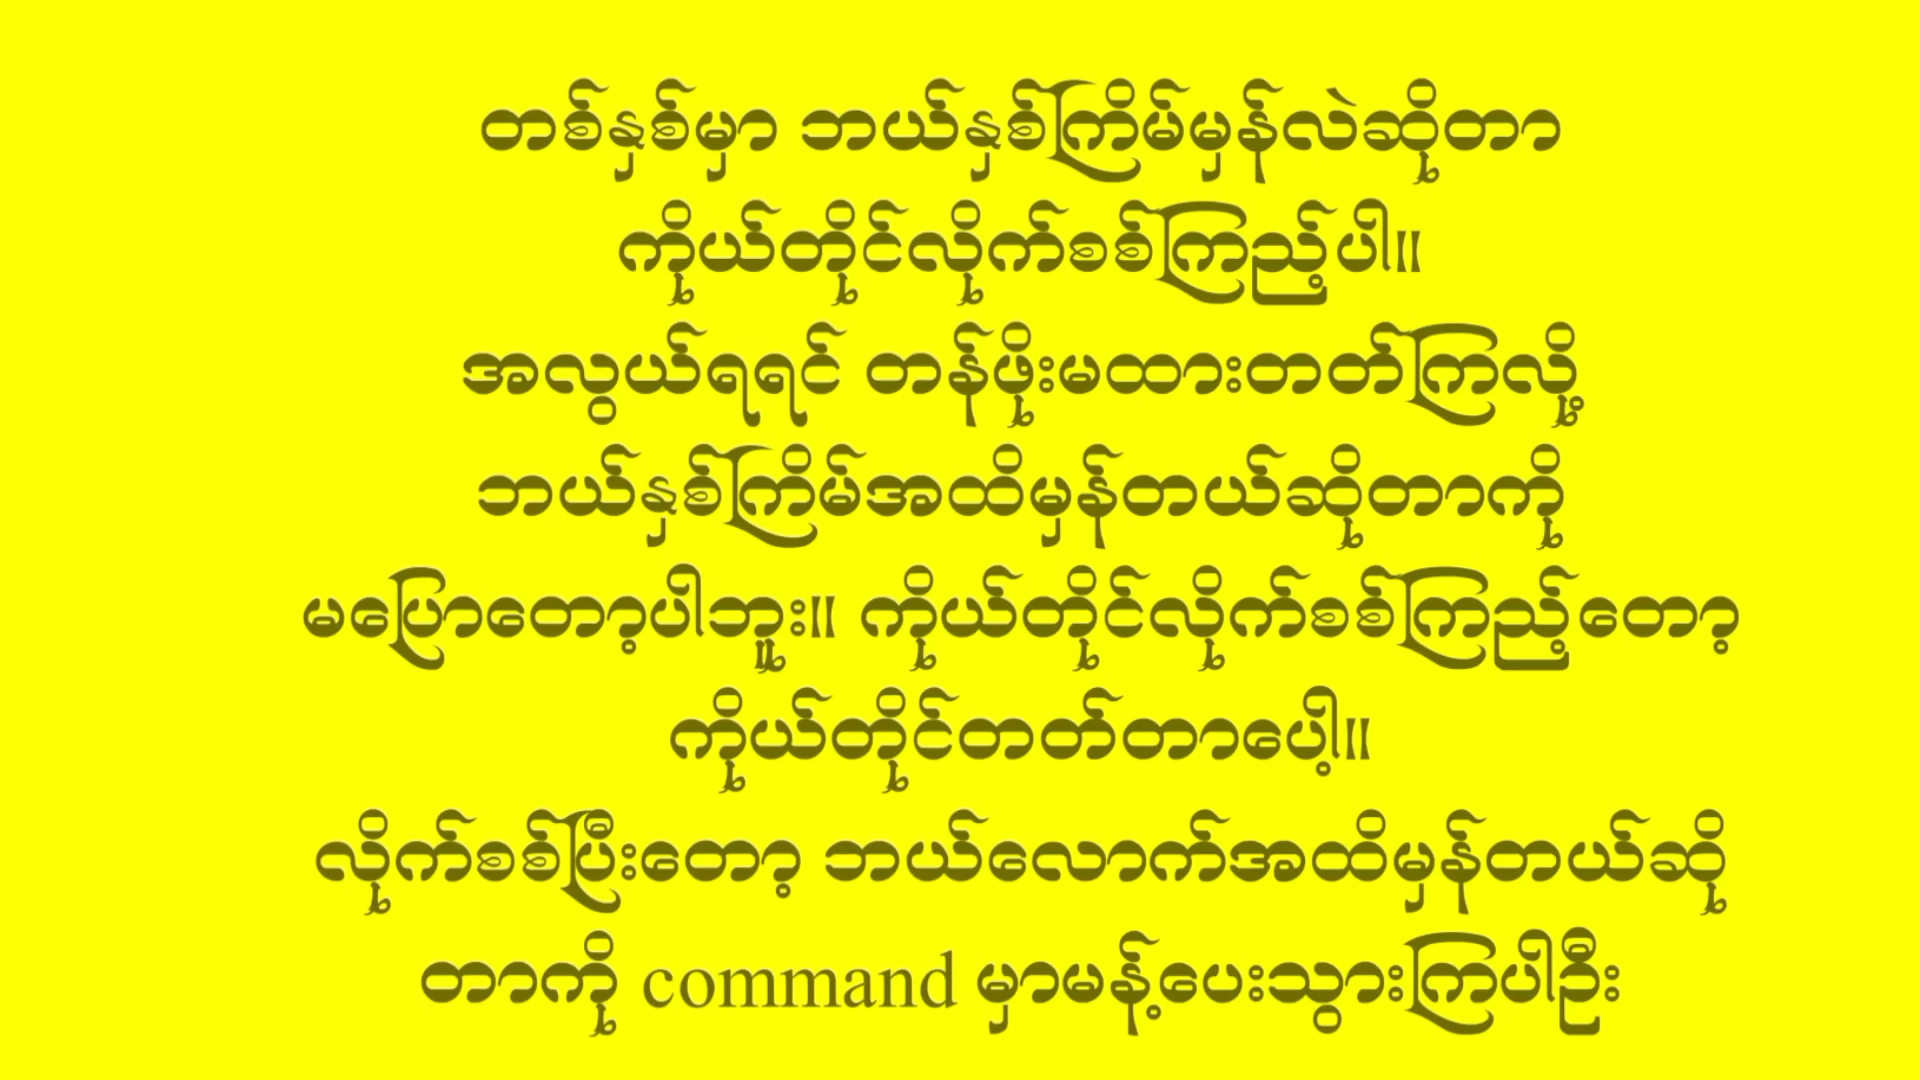 တစ်နှစ်မှာ ဘယ်နှစ်ကြိမ်မှန်လဲဆိုတာ
ကိုယ်တိုင်လိုက်စစ်ကြည့်ပါ။
အလွယ်ရရင် တန်ဖိုးမထားတတ်ကြလို့
ဘယ်နှစ်ကြိမ်အထိမှန်တယ်ဆိုတာကို
မပြောတော့ပါဘူး။ ကိုယ်တိုင်လိုက်စစ်ကြည့်တော့
ကိုယ်တိုင်တတ်တာပေါ့။
လိုက်စစ်ပြီးတော့ ဘယ်လောက်အထိမှန်တယ်ဆို
တာကို command မှာမန့်ပေးသွားကြပါဦး